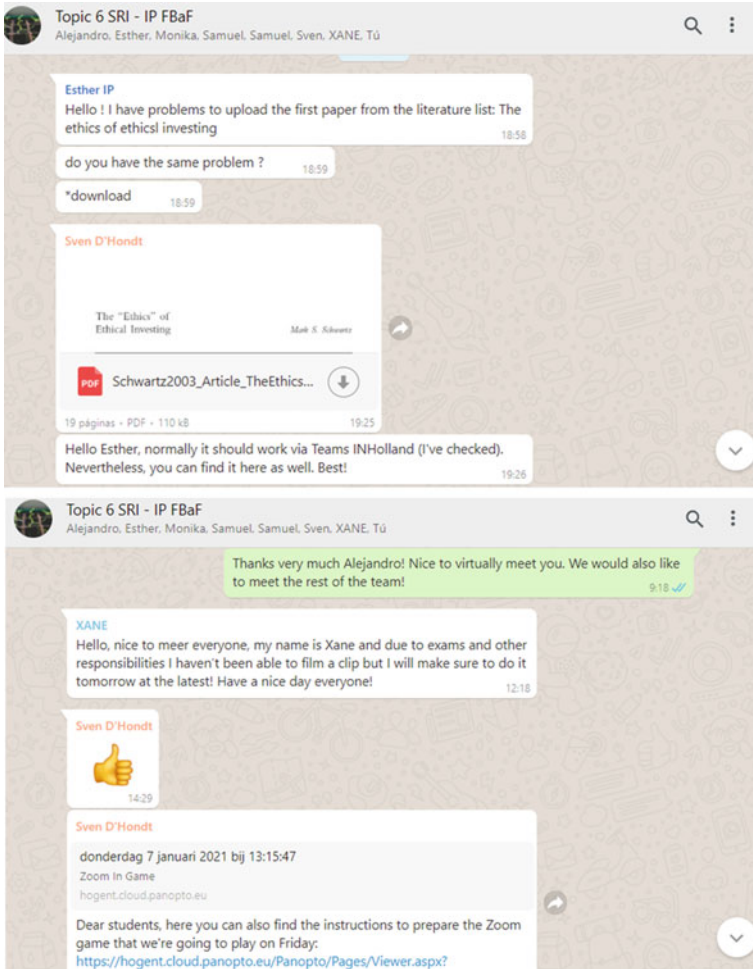 Topic 6 SRI - IP FBaF
Alejandro, Esther, Monika, Samuel, Samuel, Sven, XANE, Tú
Esther IP
Hello ! I have problems to upload the first paper from the literature list: The
ethics of ethicsl investing
18:58
do you have the same problem ?
18:59
*download
18:59
Sven D'Hondt
The "Ethics" of
Ethical Investing
Mark S. Schwartz
PDF
Schwartz2003_Article_TheEthics...
19 páginas • PDF • 110 kB
19:25
Hello Esther, normally it should work via Teams INHolland (I've checked).
Nevertheless, you can find it here as well. Best!
19:26
Topic 6 SRI - IP FBaF
Alejandro, Esther, Monika, Samuel, Samuel, Sven, XANE, Tú
Thanks very much Alejandro! Nice to virtually meet you. We would also like
to meet the rest of the team!
9:18
XANE
Hello, nice to meer everyone, my name is Xane and due to exams and other
responsibilities I haven't been able to film a clip but I will make sure to do it
tomorrow at the latest! Have a nice day everyone!
12:18
Sven D'Hondt
14:29
Sven D'Hondt
donderdag 7 januari 2021 bij 13:15:47
Zoom In Game
hogent.cloud.panopto.eu
Dear students, here you can also find the instructions to prepare the Zoom
game that we're going to play on Friday:
https://hogent.cloud.panopto.eu/Panopto/Pages/Viewer.aspx?